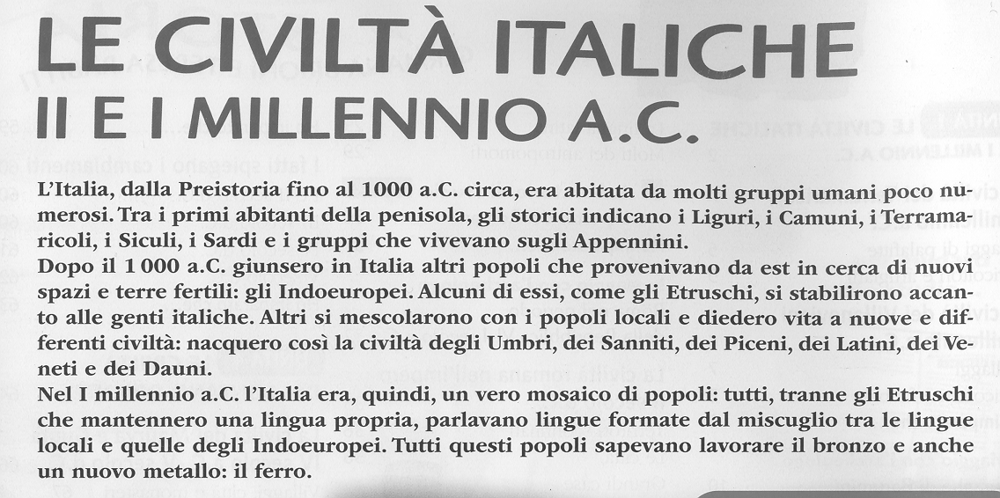 LE CIVILTÀ ITALICHE
II E I MILLENNIO A.C.
L'Italia, dalla Preistoria fino al 1000 a.C. circa, era abitata da molti gruppi umani poco nu-
merosi. Tra i primi abitanti della penisola, gli storici indicano i Liguri, i Camuni, i Terrama-
ricoli, i Siculi, i Sardi e i gruppi che vivevano sugli Appennini.
Dopo il 1000 a.C. giunsero in Italia altri popoli che provenivano da est in cerca di nuovi
spazi e terre fertili: gli Indoeuropei. Alcuni di essi, come gli Etruschi, si stabilirono accan-
to alle genti italiche. Altri si mescolarono con i popoli locali e diedero vita a nuove e dif-
ferenti civiltà: nacquero così la civiltà degli Umbri, dei Sanniti, dei Piceni, dei Latini, dei Ve-
neti e dei Dauni.
Nel I millennio a.C. l'Italia era, quindi, un vero mosaico di popoli: tutti, tranne gli Etruschi
che mantennero una lingua propria, parlavano lingue formate dal miscuglio tra le lingue
locali e quelle degli Indoeuropei. Tutti questi popoli sapevano lavorare il bronzo e anche
un nuovo metallo: il ferro.